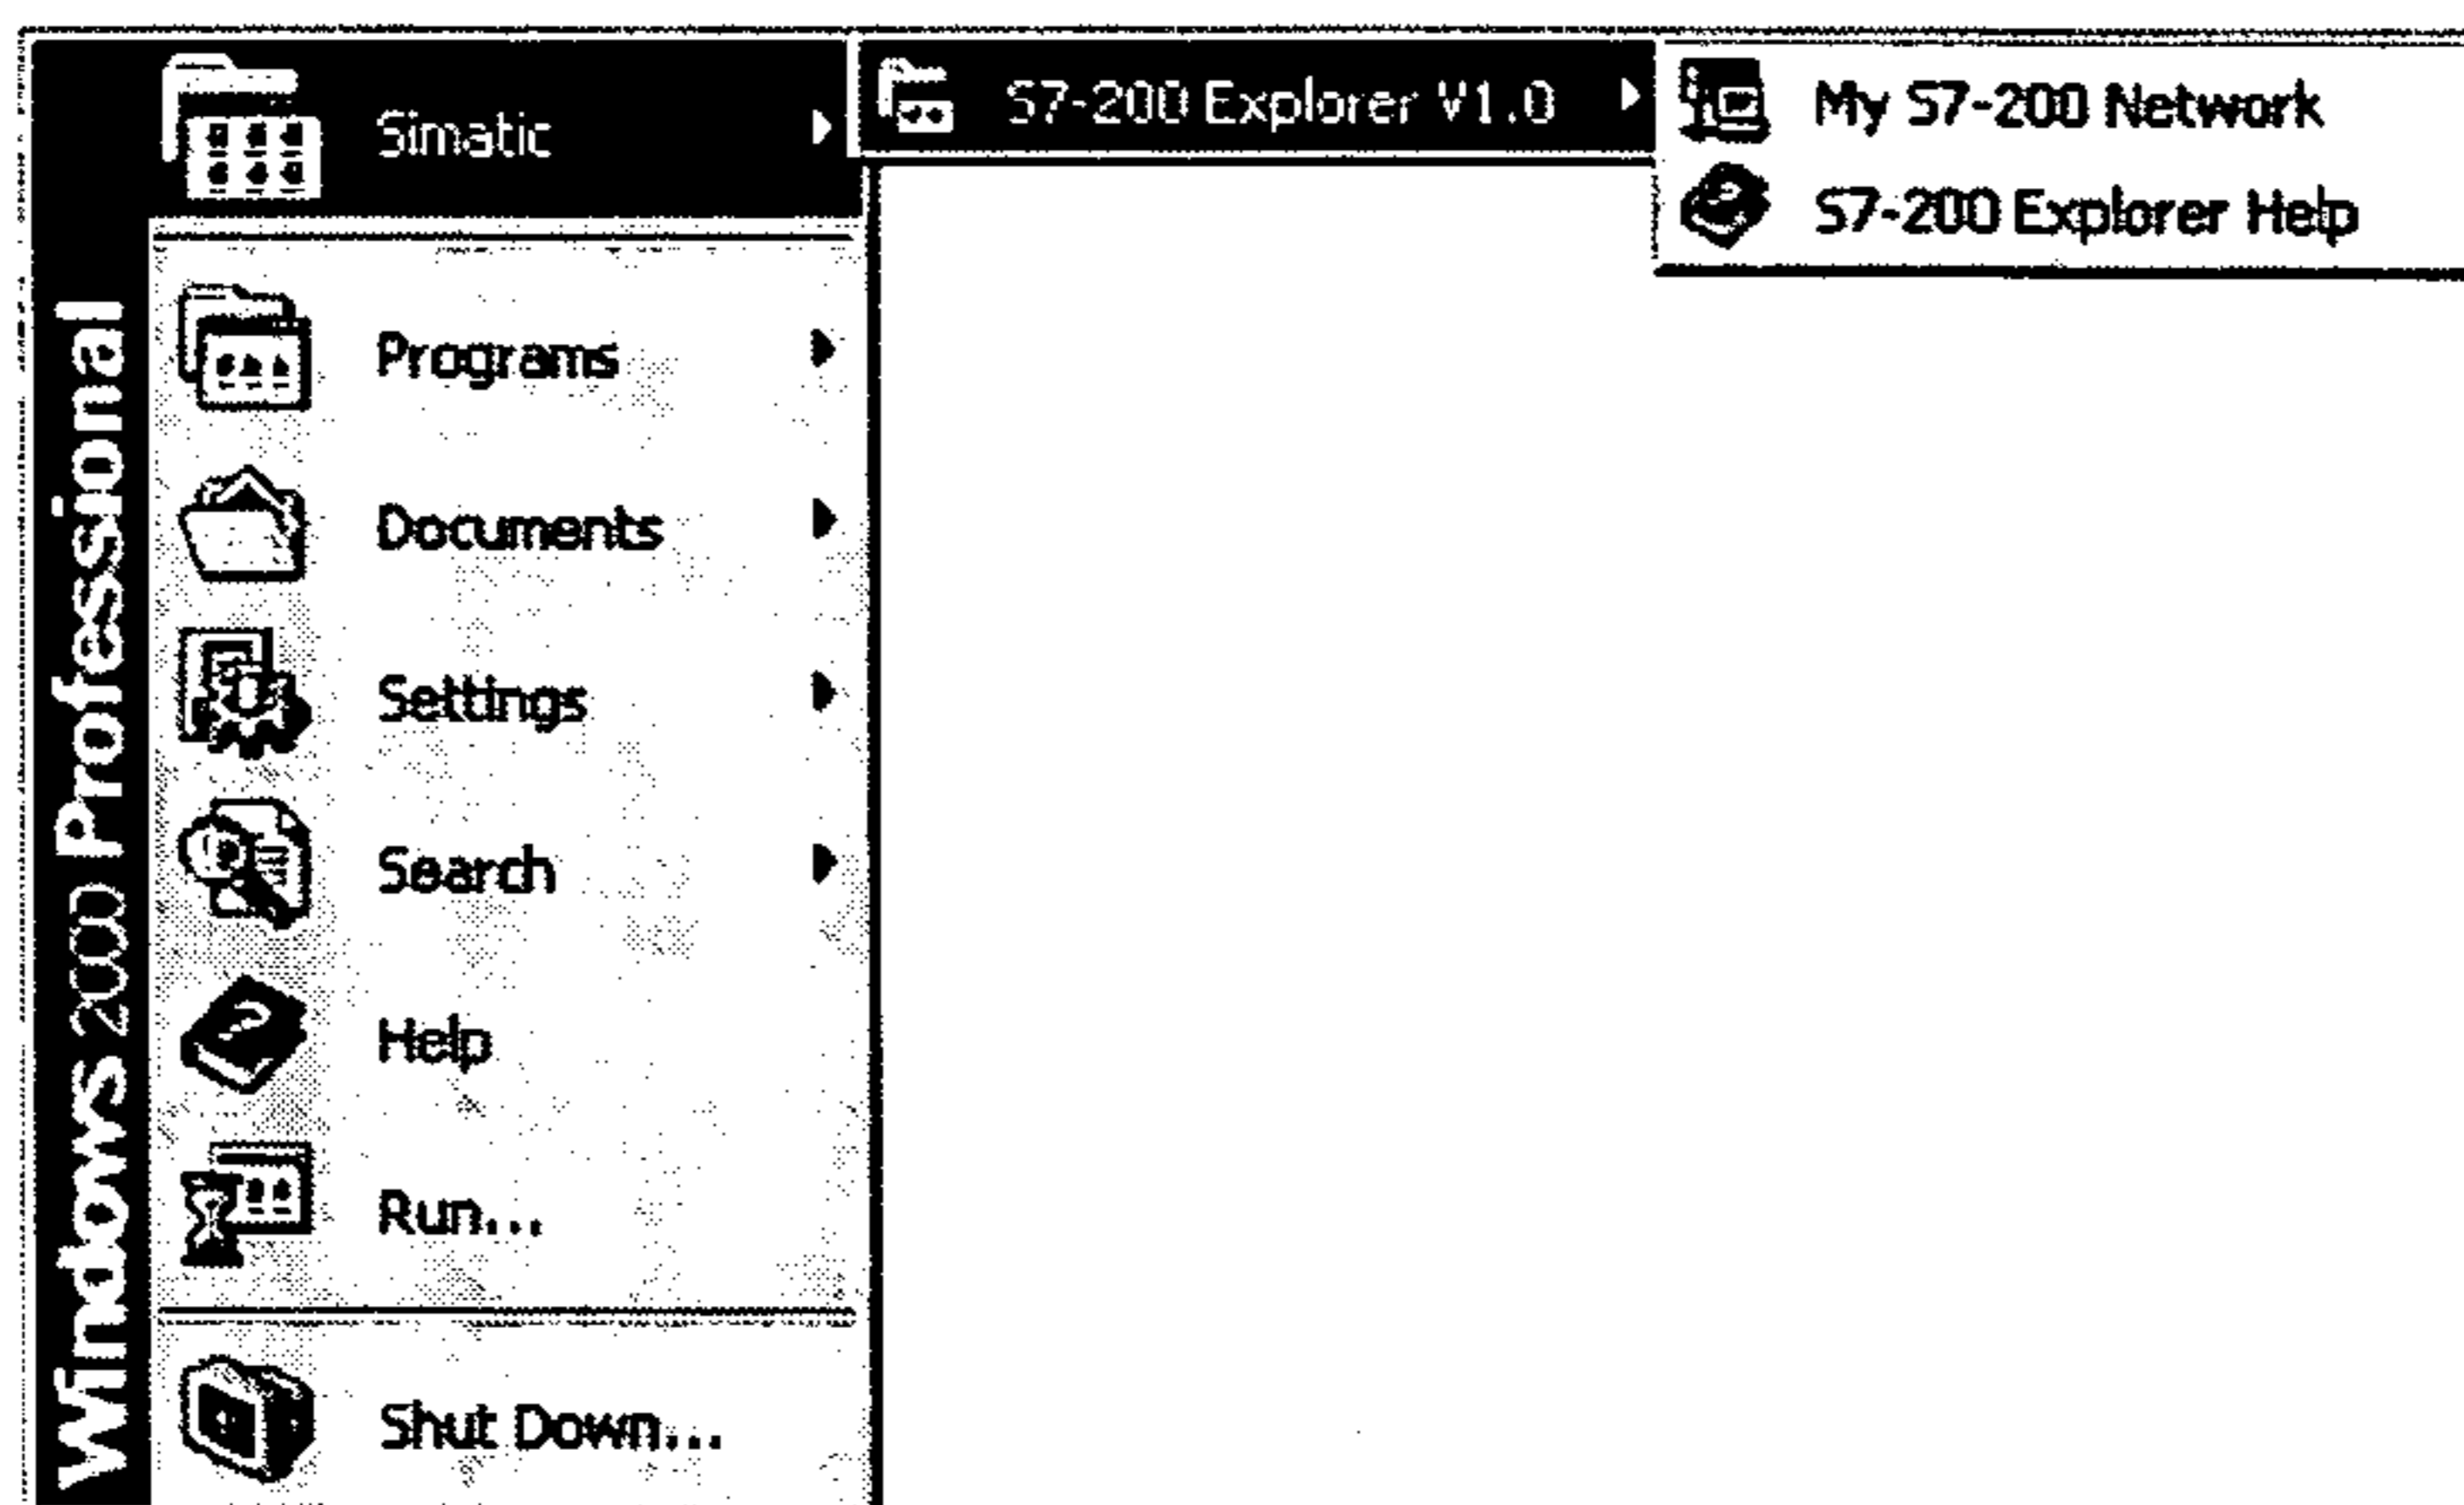 Simatic
S7-200 Explorer V1.0
My S7-200 Network
S7-200 Explorer Help
Programs
Documents
Settings
Search
Help
Run...
Shut Down...
Windows 2000 Professional